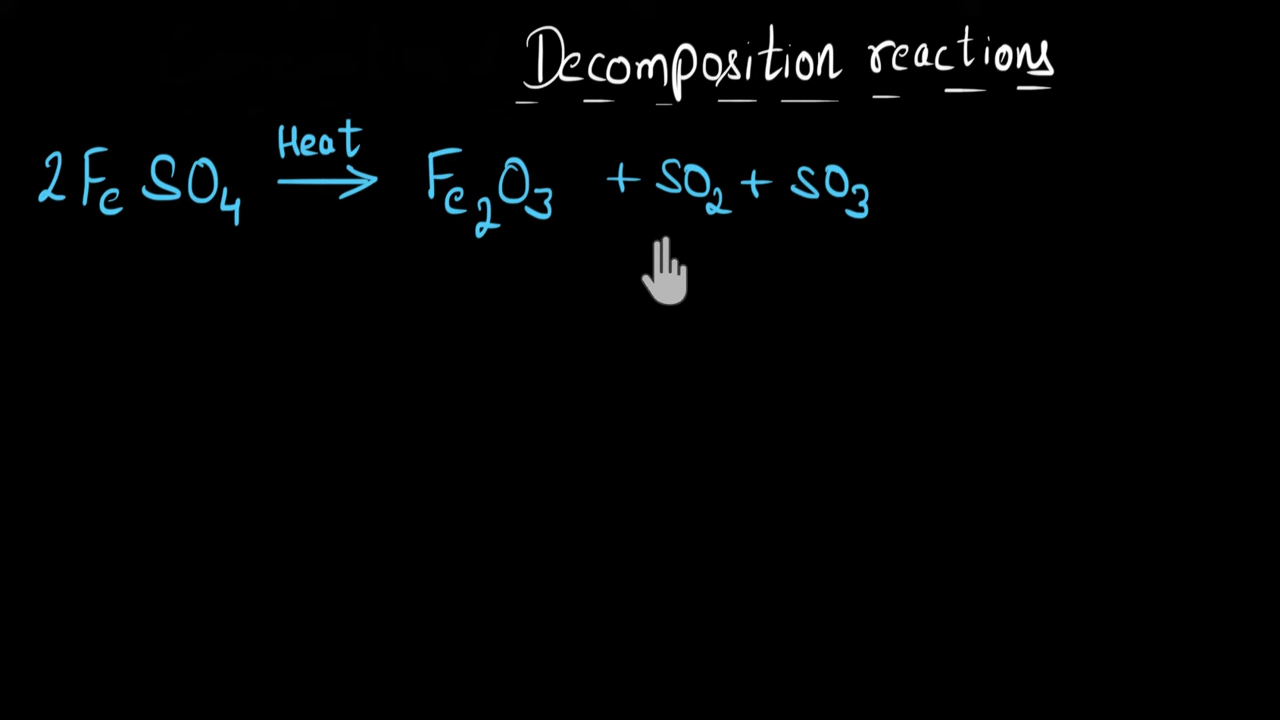 Decomposition reactions
2FeSO₄ Heat → Fe₂O₃ + SO₂ + SO₃